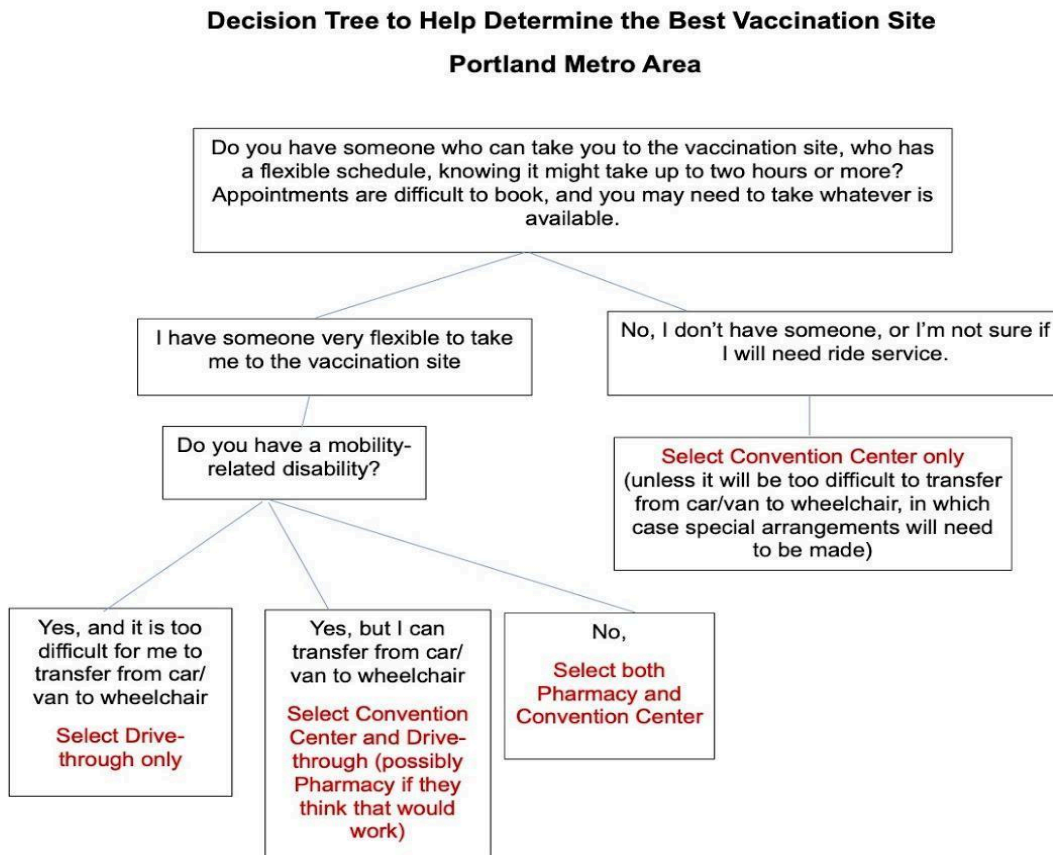 Decision Tree to Help Determine the Best Vaccination Site
Portland Metro Area
Do you have someone who can take you to the vaccination site, who has
a flexible schedule, knowing it might take up to two hours or more?
Appointments are difficult to book, and you may need to take whatever is
available.
I have someone very flexible to take
me to the vaccination site
No, I don’t have someone, or I’m not sure if
I will need ride service.
Do you have a mobility-
related disability?
Select Convention Center only
(unless it will be too difficult to transfer
from car/van to wheelchair, in which
case special arrangements will need
to be made)
Yes, and it is too
difficult for me to
transfer from car/
van to wheelchair
Select Drive-
through only
Yes, but I can
transfer from car/
van to wheelchair
Select Convention
Center and Drive-
through (possibly
Pharmacy if they
think that would
work)
No,
Select both
Pharmacy and
Convention Center